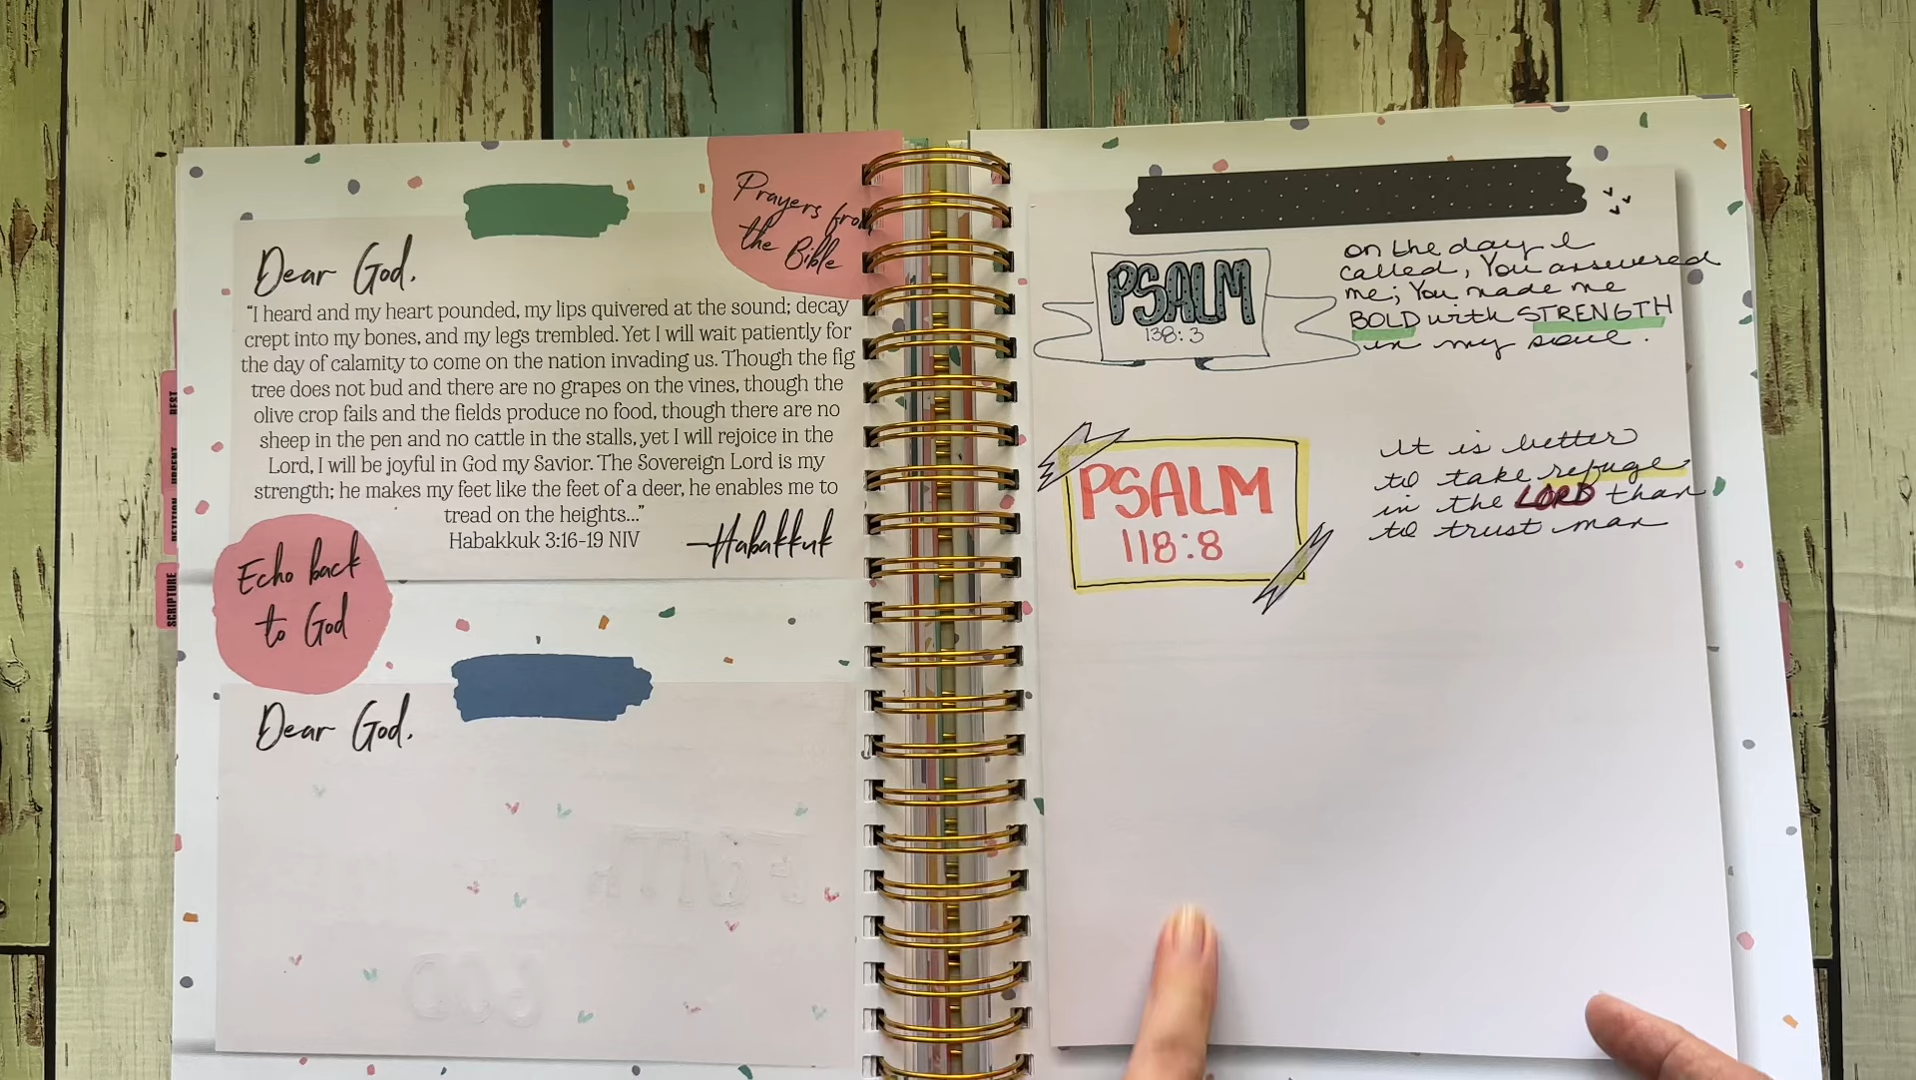 Prayers from
the Bible
Dear God,
"I heard and my heart pounded, my lips quivered at the sound; decay
crept into my bones, and my legs trembled. Yet I will wait patiently for
the day of calamity to come on the nation invading us. Though the fig
tree does not bud and there are no grapes on the vines, though the
olive crop fails and the fields produce no food, though there are no
sheep in the pen and no cattle in the stalls, yet I will rejoice in the
Lord, I will be joyful in God my Savior. The Sovereign Lord is my
strength; he makes my feet like the feet of a deer, he enables me to
tread on the heights..."
Habakkuk 3:16-19 NIV
—Habakkuk
Echo back
to God
Dear God,
REST
PETITION
SCRIPTURE
PSALM
138:3
on the day I
called, You answered
me; You made me
BOLD with STRENGTH
in my soul.
PSALM
118:8
It is better
to take refuge
in the LORD than
to trust man